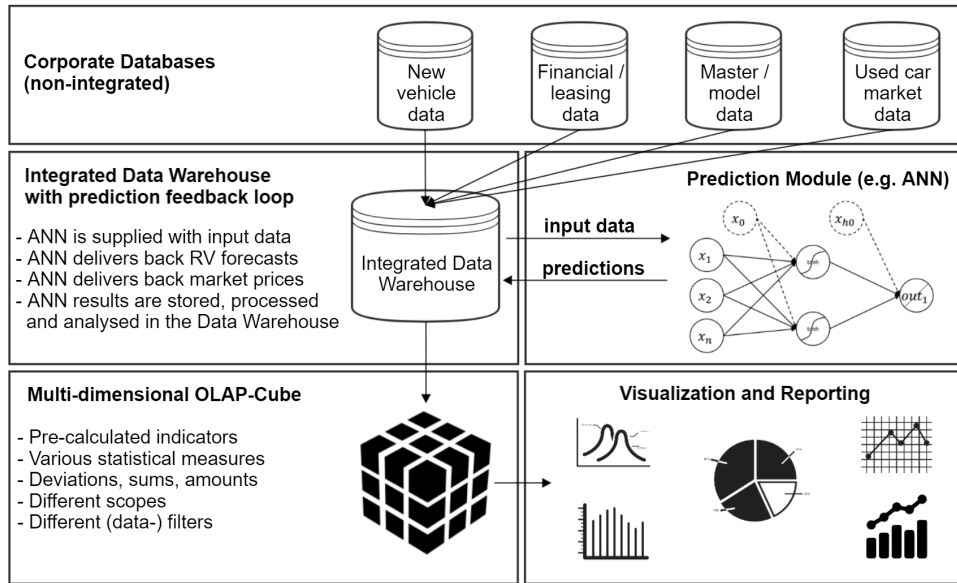 Corporate Databases
(non-integrated)
New
vehicle
data
Financial /
leasing
data
Master /
model
data
Used car
market
data
Integrated Data Warehouse
with prediction feedback loop
- ANN is supplied with input data
- ANN delivers back RV forecasts
- ANN delivers back market prices
- ANN results are stored, processed
and analysed in the Data Warehouse
Integrated Data
Warehouse
input data
predictions
Prediction Module (e.g. ANN)
x0
xh0
x1
x2
xn
out1
Multi-dimensional OLAP-Cube
- Pre-calculated indicators
- Various statistical measures
- Deviations, sums, amounts
- Different scopes
- Different (data-) filters
Visualization and Reporting